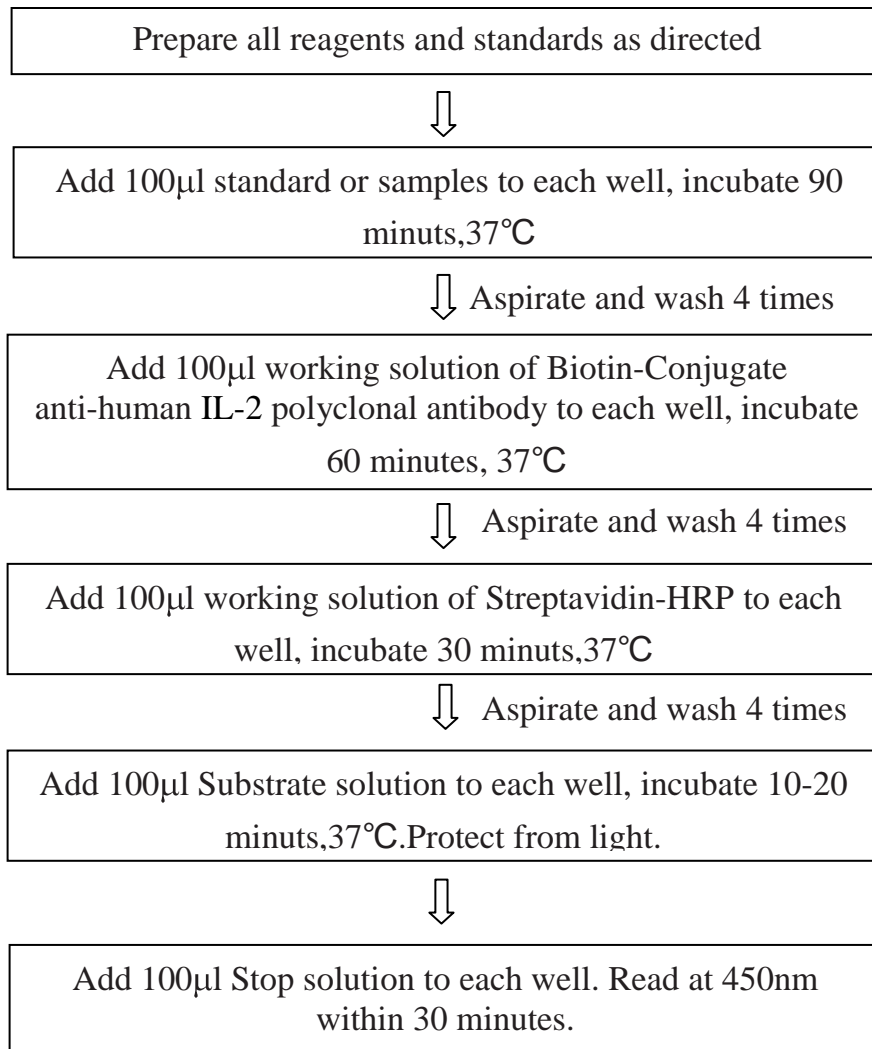 Prepare all reagents and standards as directed
Add 100μl standard or samples to each well, incubate 90
minuts,37℃
Aspirate and wash 4 times
Add 100μl working solution of Biotin-Conjugate
anti-human IL-2 polyclonal antibody to each well, incubate
60 minutes, 37℃
Aspirate and wash 4 times
Add 100μl working solution of Streptavidin-HRP to each
well, incubate 30 minuts,37℃
Aspirate and wash 4 times
Add 100μl Substrate solution to each well, incubate 10-20
minuts,37℃.Protect from light.
Add 100μl Stop solution to each well. Read at 450nm
within 30 minutes.